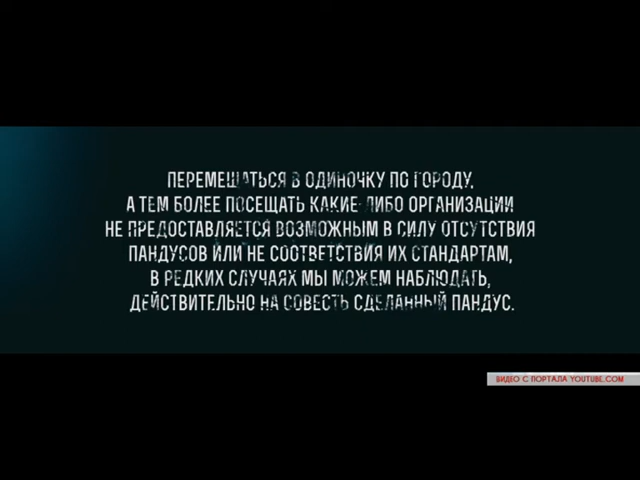 ПЕРЕМЕЩАТЬСЯ В ОДИНОЧКУ ПО ГОРОДУ,
А ТЕМ БОЛЕЕ ПОСЕЩАТЬ КАКИЕ-ЛИБО ОРГАНИЗАЦИИ
НЕ ПРЕДОСТАВЛЯЕТСЯ ВОЗМОЖНЫМ В СИЛУ ОТСУТСТВИЯ
ПАНДУСОВ ИЛИ НЕ СООТВЕТСТВИЯ ИХ СТАНДАРТАМ,
В РЕДКИХ СЛУЧАЯХ МЫ МОЖЕМ НАБЛЮДАТЬ,
ДЕЙСТВИТЕЛЬНО НА СОВЕСТЬ СДЕЛАННЫЙ ПАНДУС.
ВИДЕО С ПОРТАЛА YOUTUBE.COM